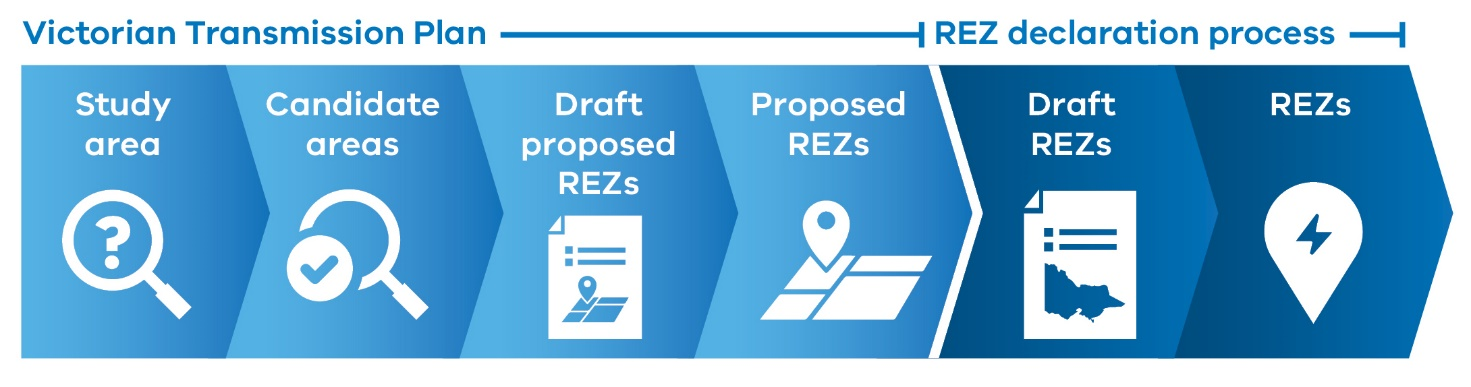 Victorian Transmission Plan
REZ declaration process
Study
area
Candidate
areas
Draft
proposed
REZs
Proposed
REZs
Draft
REZs
REZs
?